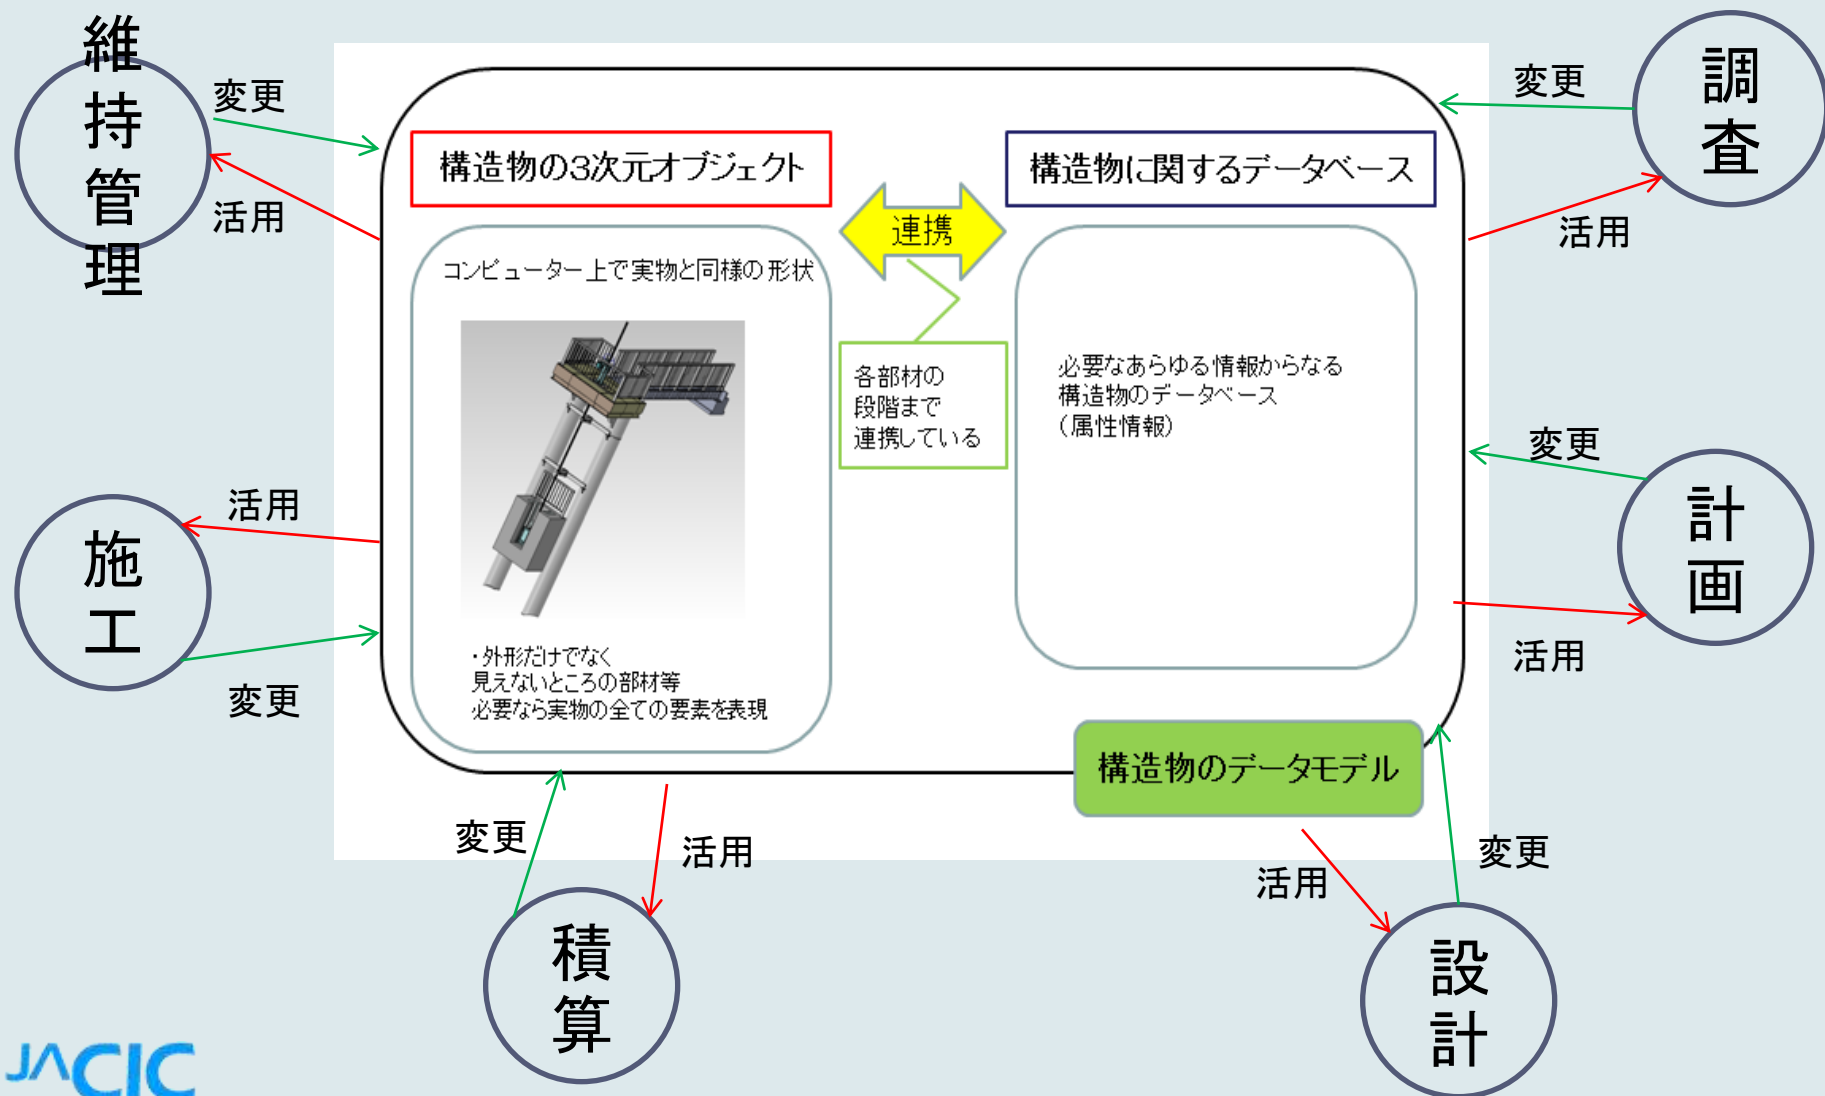 維持管理
変更
活用
調査
変更
活用
構造物の3次元オブジェクト
連携
構造物に関するデータベース
コンピューター上で実物と同様の形状
各部材の
段階まで
連携している
必要なあらゆる情報からなる
構造物のデータベース
(属性情報)
・外形だけでなく
見えないところの部材等
必要なら実物の全ての要素を表現
構造物のデータモデル
施工
活用
変更
計画
変更
活用
積算
変更
活用
設計
活用
変更
JACIC